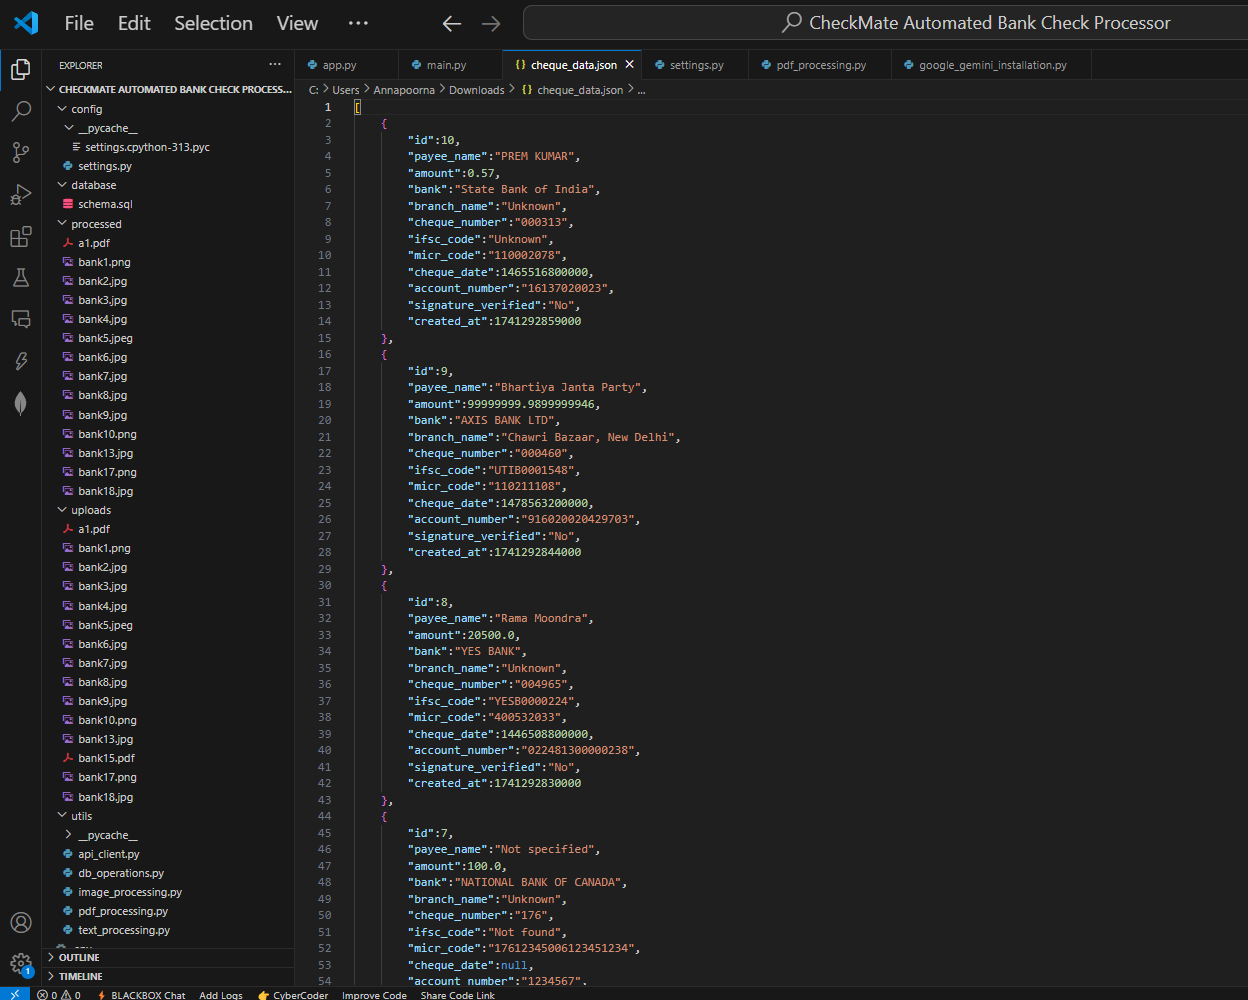 File Edit Selection View ···
CheckMate Automated Bank Check Processor
EXPLORER ···
CHECKMATE AUTOMATED BANK CHECK PROCESS...
config
__pycache__
settings.cpython-313.pyc
settings.py
database
schema.sql
processed
a1.pdf
bank1.png
bank2.jpg
bank3.jpg
bank4.jpg
bank5.jpeg
bank6.jpg
bank7.jpg
bank8.jpg
bank9.jpg
bank10.png
bank13.jpg
bank17.png
bank18.jpg
uploads
a1.pdf
bank1.png
bank2.jpg
bank3.jpg
bank4.jpg
bank5.jpeg
bank6.jpg
bank7.jpg
bank8.jpg
bank9.jpg
bank10.png
bank13.jpg
bank15.pdf
bank17.png
bank18.jpg
utils
__pycache__
api_client.py
db_operations.py
image_processing.py
pdf_processing.py
text_processing.py
OUTLINE
TIMELINE
app.py main.py {} cheque_data.json × settings.py pdf_processing.py google_gemini_installation.py
C: > Users > Annapoorna > Downloads > {} cheque_data.json > ...
1 [
2 {
3 "id":10,
4 "payee_name":"PREM KUMAR",
5 "amount":0.57,
6 "bank":"State Bank of India",
7 "branch_name":"Unknown",
8 "cheque_number":"000313",
9 "ifsc_code":"Unknown",
10 "micr_code":"110002078",
11 "cheque_date":1465516800000,
12 "account_number":"16137020023",
13 "signature_verified":"No",
14 "created_at":1741292859000
15 },
16 {
17 "id":9,
18 "payee_name":"Bhartiya Janta Party",
19 "amount":99999999.9899999946,
20 "bank":"AXIS BANK LTD",
21 "branch_name":"Chawri Bazaar, New Delhi",
22 "cheque_number":"000460",
23 "ifsc_code":"UTIB0001548",
24 "micr_code":"110211108",
25 "cheque_date":1478563200000,
26 "account_number":"916020020429703",
27 "signature_verified":"No",
28 "created_at":1741292844000
29 },
30 {
31 "id":8,
32 "payee_name":"Rama Moondra",
33 "amount":20500.0,
34 "bank":"YES BANK",
35 "branch_name":"Unknown",
36 "cheque_number":"004965",
37 "ifsc_code":"YESB0000224",
38 "micr_code":"400532033",
39 "cheque_date":1446508800000,
40 "account_number":"022481300000238",
41 "signature_verified":"No",
42 "created_at":1741292830000
43 },
44 {
45 "id":7,
46 "payee_name":"Not specified",
47 "amount":100.0,
48 "bank":"NATIONAL BANK OF CANADA",
49 "branch_name":"Unknown",
50 "cheque_number":"176",
51 "ifsc_code":"Not found",
52 "micr_code":"17612345006123451234",
53 "cheque_date":null,
54 "account_number":"1234567",
1
0 0 BLACKBOX Chat Add Logs CyberCoder Improve Code Share Code Link